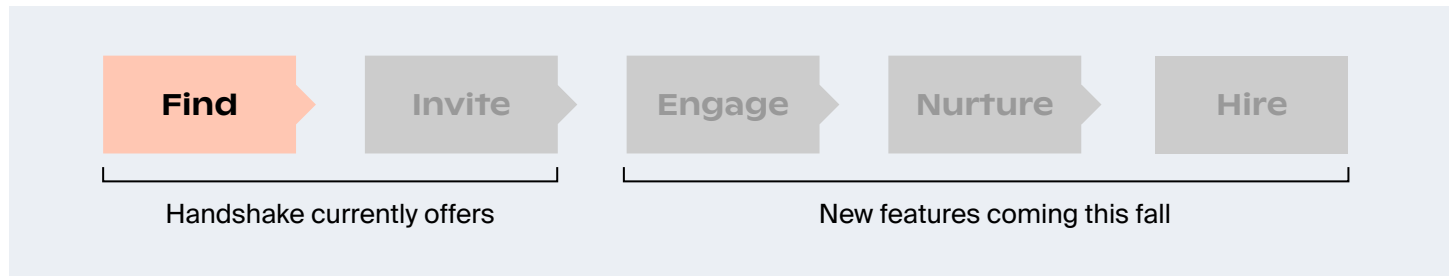 Find
Invite
Engage
Nurture
Hire
Handshake currently offers
New features coming this fall